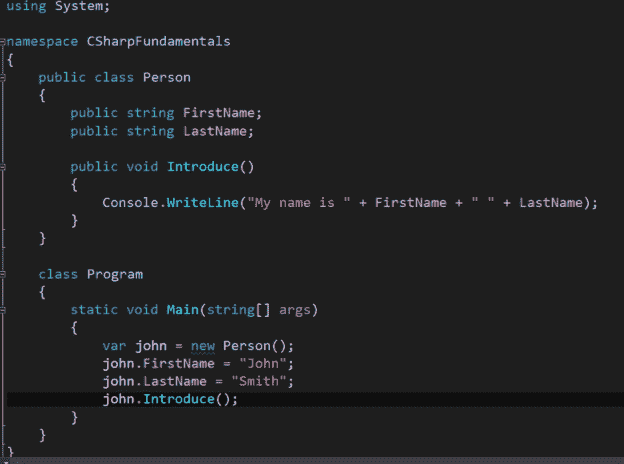 using System;
namespace CSharpFundamentals
{
    public class Person
    {
        public string FirstName;
        public string LastName;
        public void Introduce()
        {
            Console.WriteLine("My name is " + FirstName + " " + LastName);
        }
    }
    class Program
    {
        static void Main(string[] args)
        {
            var john = new Person();
            john.FirstName = "John";
            john.LastName = "Smith";
            john.Introduce();
        }
    }
}